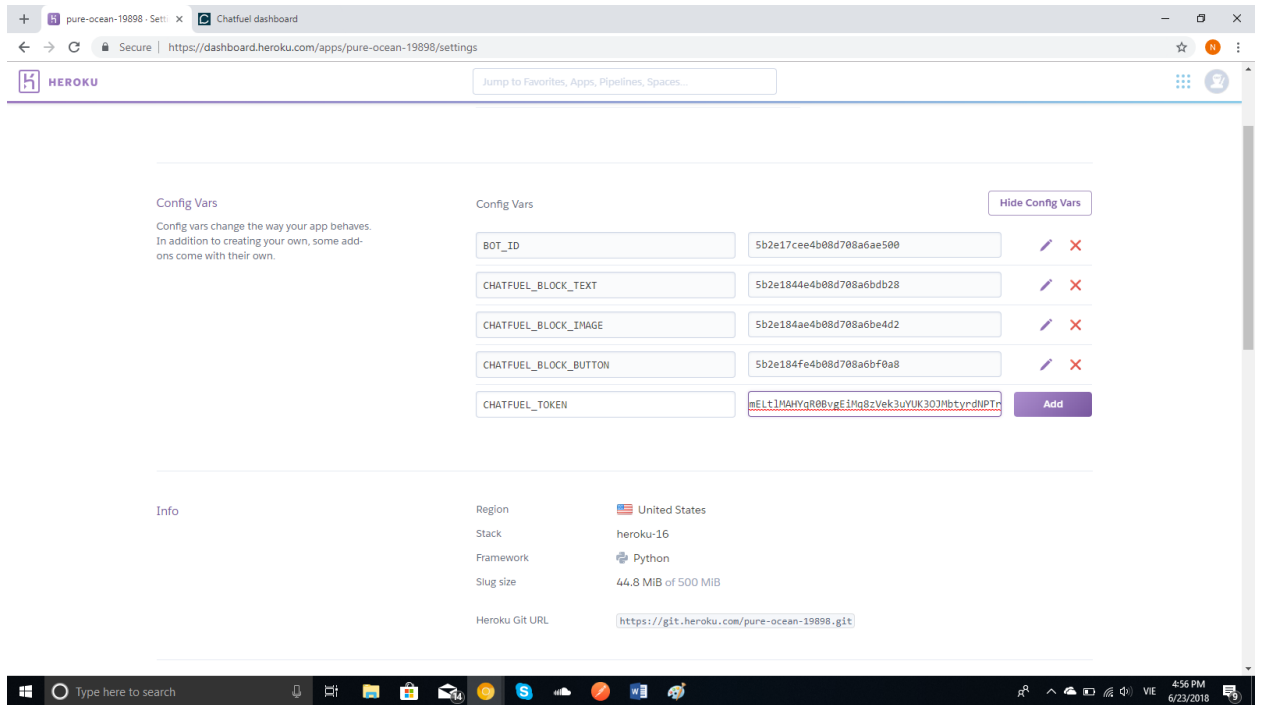 pure-ocean-19898 - Sett
Chatfuel dashboard
Secure | https://dashboard.heroku.com/apps/pure-ocean-19898/settings
N
HEROKU
Jump to Favorites, Apps, Pipelines, Spaces...
Config Vars
Config vars change the way your app behaves.
In addition to creating your own, some add-
ons come with their own.
Config Vars
Hide Config Vars
BOT_ID 5b2e17cee4b08d708a6ae500
CHATFUEL_BLOCK_TEXT 5b2e1844e4b08d708a6bdb28
CHATFUEL_BLOCK_IMAGE 5b2e184ae4b08d708a6be4d2
CHATFUEL_BLOCK_BUTTON 5b2e184fe4b08d708a6bf0a8
CHATFUEL_TOKEN mELtlMAHYqR0BvgEiMq8zVek3uYUK3OJMbtyrdNPTr Add
Info
Region United States
Stack heroku-16
Framework Python
Slug size 44.8 MiB of 500 MiB
Heroku Git URL https://git.heroku.com/pure-ocean-19898.git
Type here to search
14
VIE
4:56 PM
6/23/2018
9